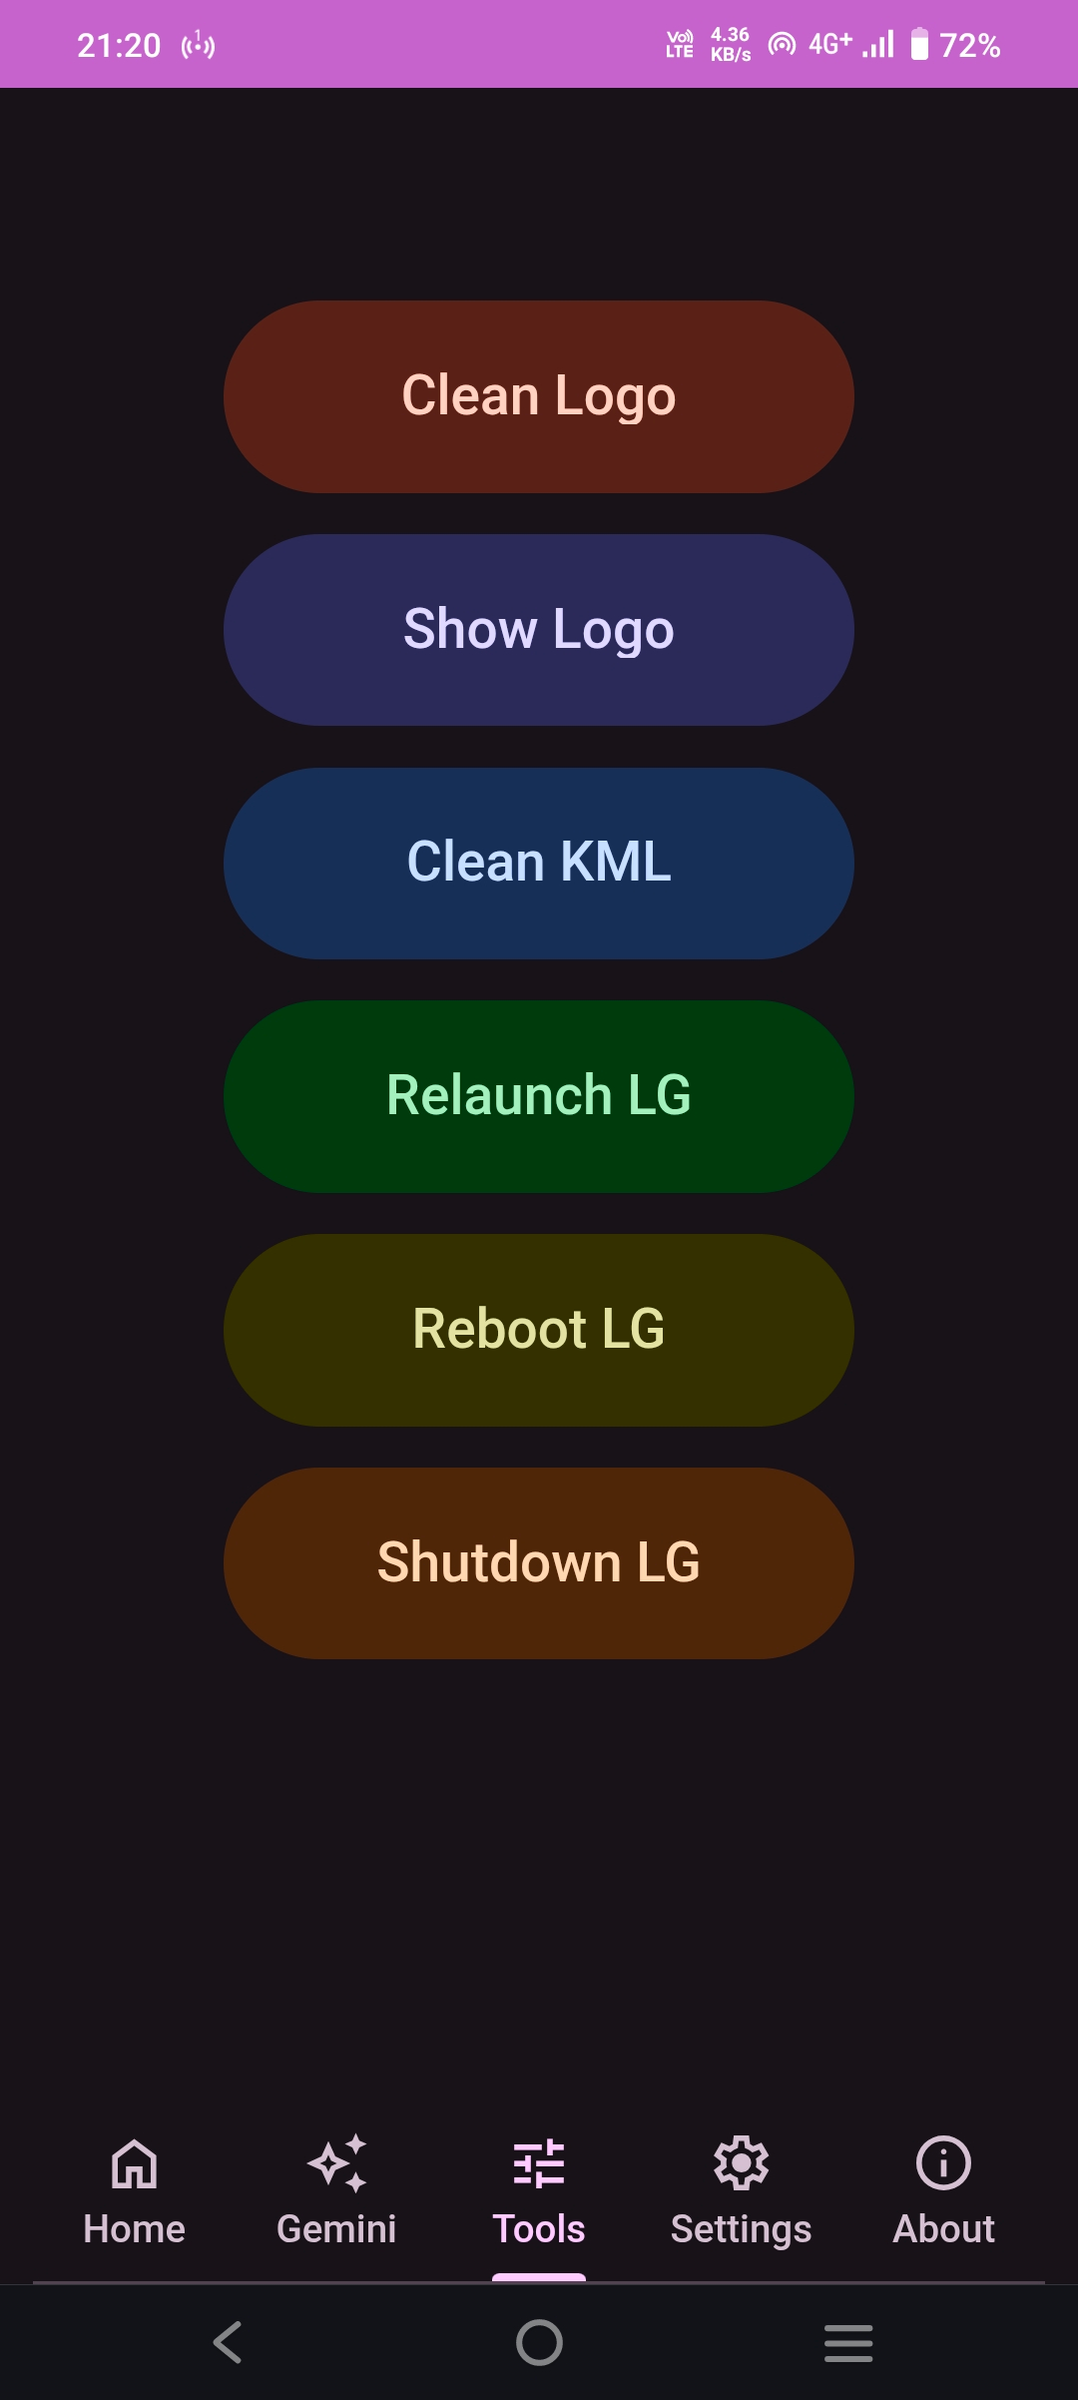 21:20 1 Vo) LTE 4.36 KB/s 4G+ 72%
Clean Logo
Show Logo
Clean KML
Relaunch LG
Reboot LG
Shutdown LG
Home Gemini Tools Settings About